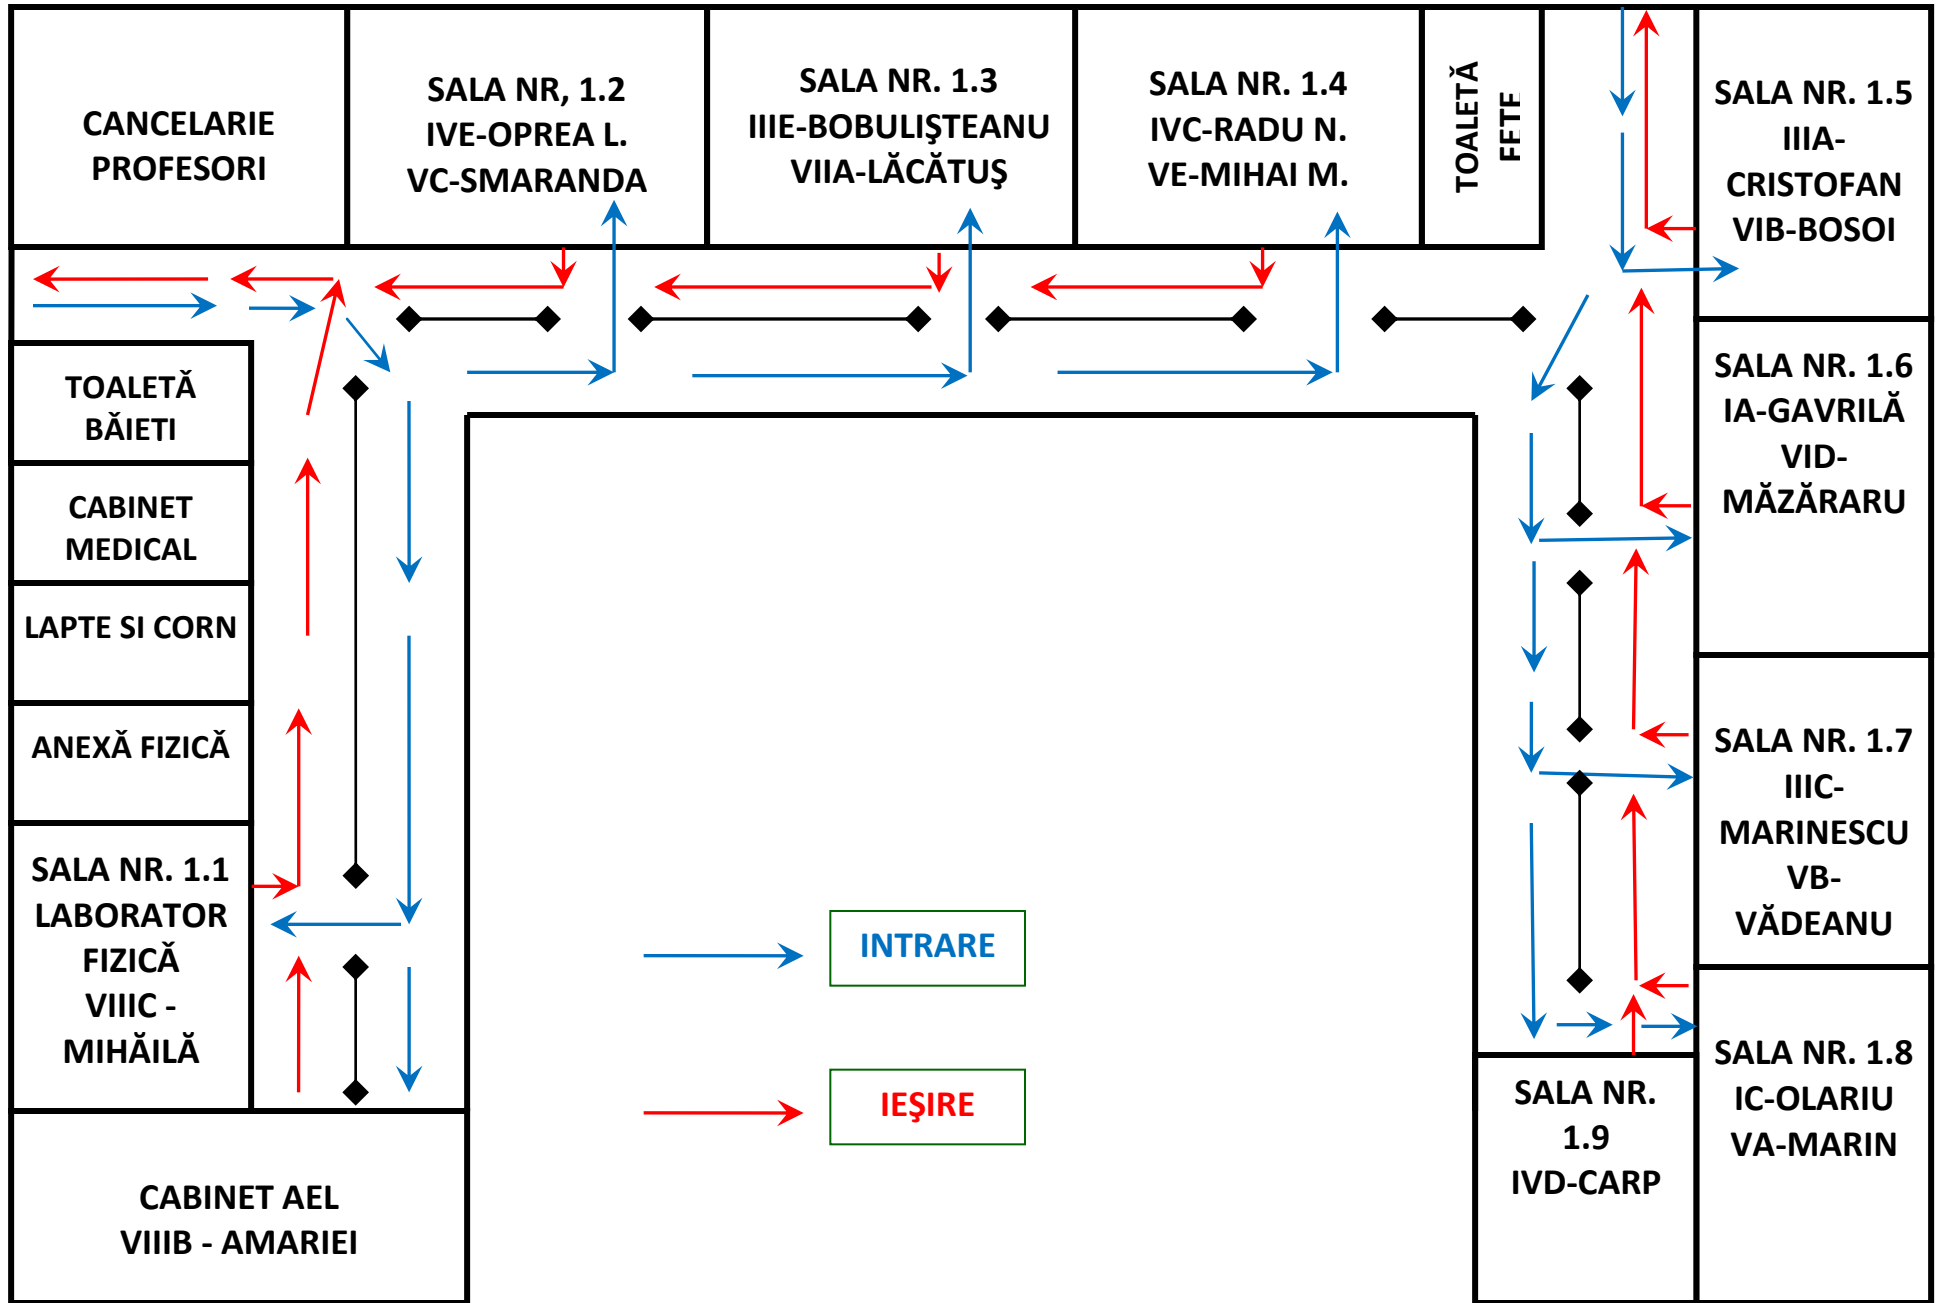 CANCELARIE
PROFESORI
SALA NR, 1.2
IVE-OPREA L.
VC-SMARANDA
SALA NR. 1.3
IIIE-BOBULIŞTEANU
VIIA-LĂCĂTUŞ
SALA NR. 1.4
IVC-RADU N.
VE-MIHAI M.
TOALETĂ
FETE
SALA NR. 1.5
IIIA-
CRISTOFAN
VIB-BOSOI
TOALETĂ
BĂIEȚI
CABINET
MEDICAL
LAPTE SI CORN
ANEXĂ FIZICĂ
SALA NR. 1.1
LABORATOR
FIZICĂ
VIIIC -
MIHĂILĂ
CABINET AEL
VIIIB - AMARIEI
INTRARE
IEŞIRE
SALA NR. 1.6
IA-GAVRILĂ
VID-
MĂZĂRARU
SALA NR. 1.7
IIIC-
MARINESCU
VB-
VĂDEANU
SALA NR. 1.8
IC-OLARIU
VA-MARIN
SALA NR.
1.9
IVD-CARP